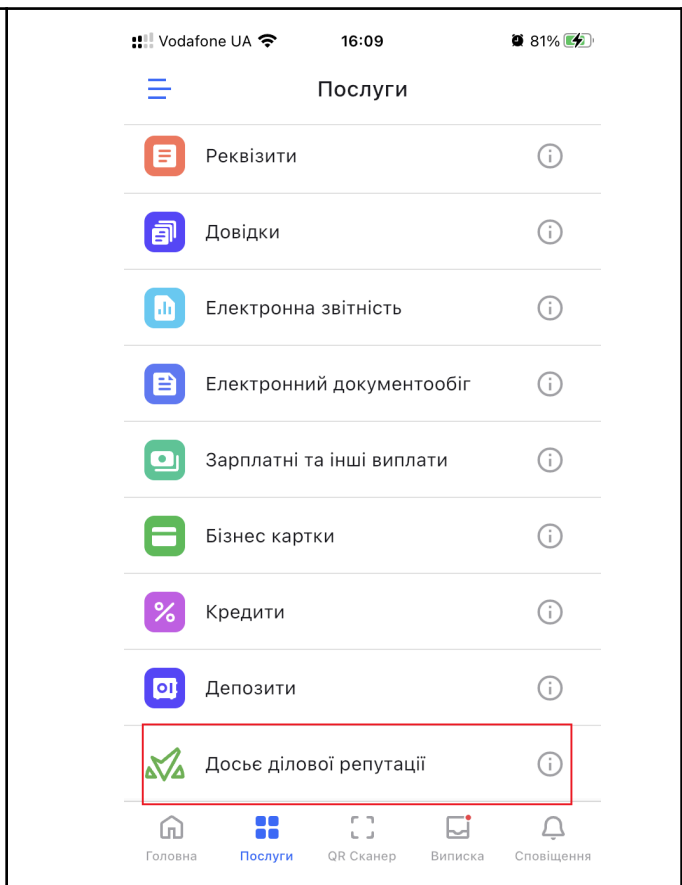 Vodafone UA 16:09 81%
Послуги
Реквізити
Довідки
Електронна звітність
Електронний документообіг
Зарплатні та інші виплати
Бізнес картки
Кредити
Депозити
Досьє ділової репутації
Головна Послуги QR Сканер Виписка Сповіщення